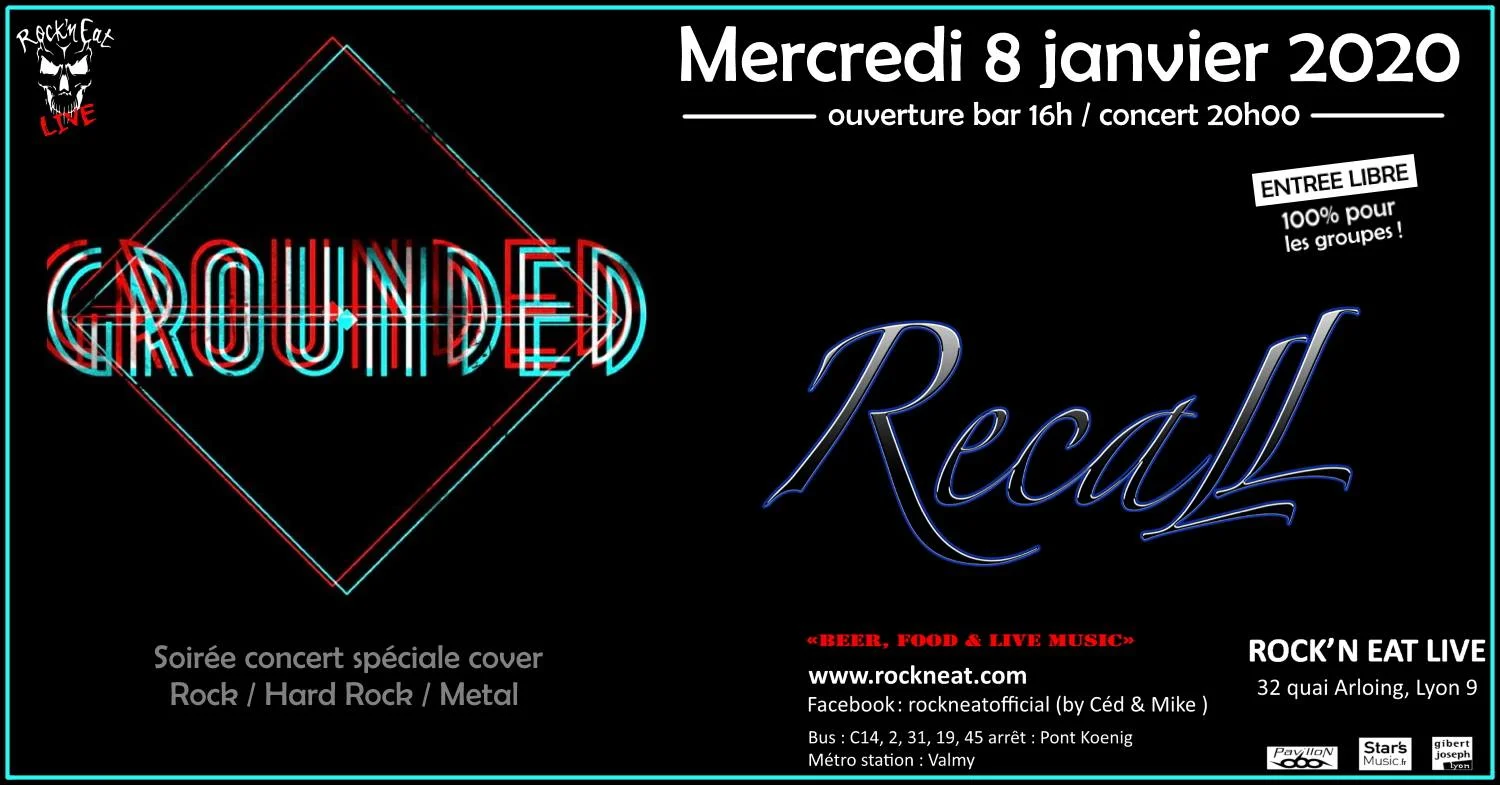 Rock'n Eat
LIVE
Mercredi 8 janvier 2020
ouverture bar 16h / concert 20h00
ENTREE LIBRE
100% pour
les groupes !
GROUNDED
Recall
Soirée concert spéciale cover
Rock / Hard Rock / Metal
«BEER, FOOD & LIVE MUSIC»
www.rockneat.com
Facebook : rockneatofficial (by Céd & Mike )
Bus : C14, 2, 31, 19, 45 arrêt : Pont Koenig
Métro station : Valmy
ROCK'N EAT LIVE
32 quai Arloing, Lyon 9
PavilloN
Star's
Music.fr
gibert
joseph
lyon